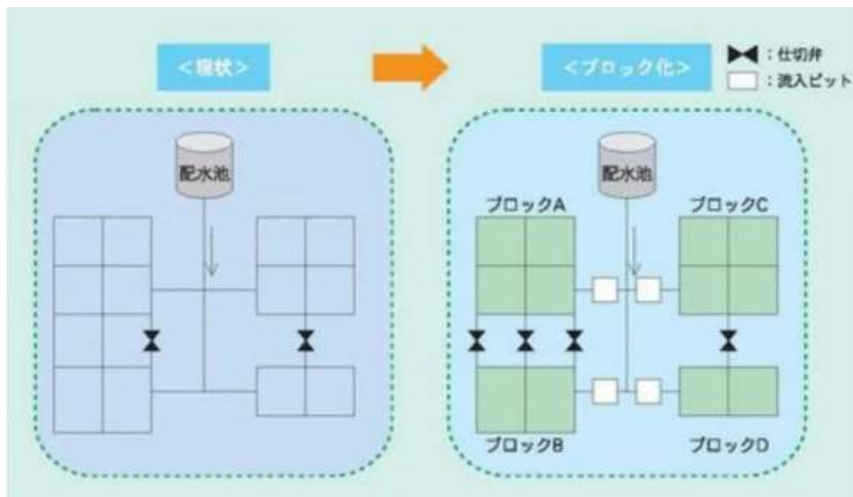 <現状>
<ブロック化>
：仕切弁
：流入ピット
配水池
配水池
ブロックA
ブロックC
ブロックB
ブロックD